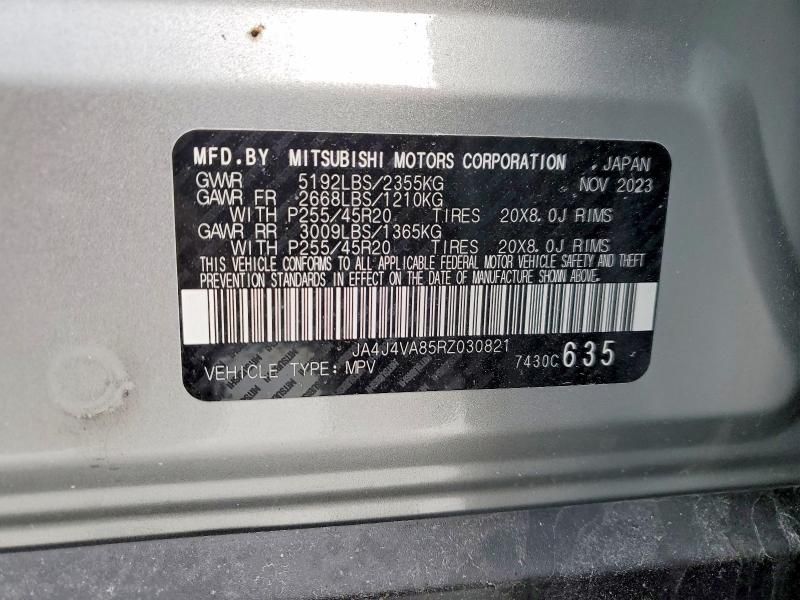 MFD.BY MITSUBISHI MOTORS CORPORATION . JAPAN
GVWR 5192LBS/2355KG NOV 2023
GAWR FR 2668LBS/1210KG
WITH P255/45R20 TIRES 20X8.0J RIMS
GAWR RR 3009LBS/1365KG
WITH P255/45R20 TIRES 20X8.0J RIMS
THIS VEHICLE CONFORMS TO ALL APPLICABLE FEDERAL MOTOR VEHICLE SAFETY AND THEFT
PREVENTION STANDARDS IN EFFECT ON THE DATE OF MANUFACTURE SHOWN ABOVE.
JA4J4VA85RZ030821
VEHICLE TYPE: MPV 7430C 635